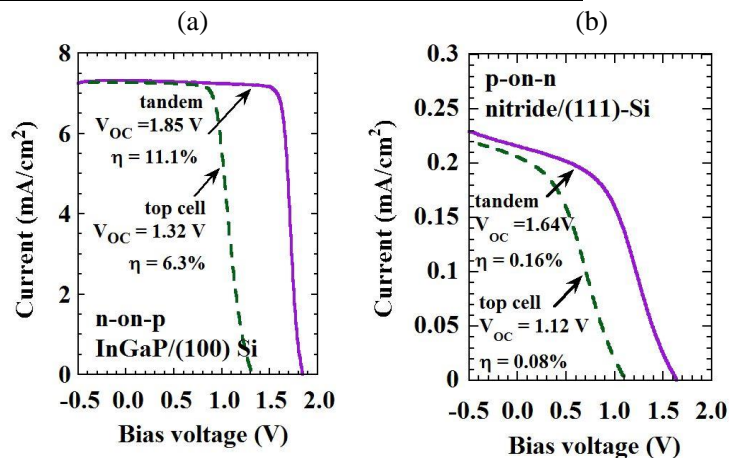 (a)
(b)
8
7
6
5
4
3
2
1
0
Current (mA/cm²)
tandem
V_OC =1.85 V
η = 11.1%
top cell
V_OC = 1.32 V
η = 6.3%
n-on-p
InGaP/(100) Si
-0.5 0.0 0.5 1.0 1.5 2.0
Bias voltage (V)
0.3
0.25
0.2
0.15
0.1
0.05
0
Current (mA/cm²)
p-on-n
nitride/(111)-Si
tandem
V_OC =1.64V
η = 0.16%
top cell
V_OC = 1.12 V
η = 0.08%
-0.5 0.0 0.5 1.0 1.5 2.0
Bias voltage (V)